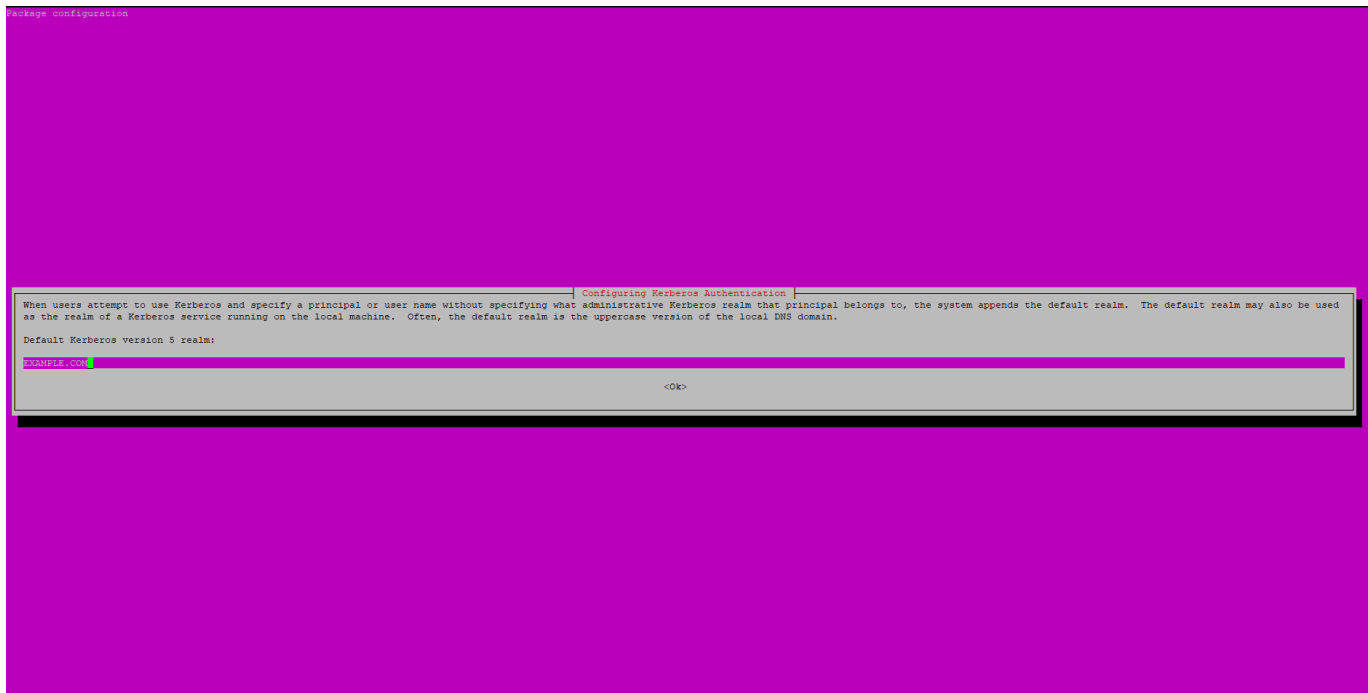 Package configuration
Configuring Kerberos Authentication
When users attempt to use Kerberos and specify a principal or user name without specifying what administrative Kerberos realm that principal belongs to, the system appends the default realm.  The default realm may also be used
as the realm of a Kerberos service running on the local machine.  Often, the default realm is the uppercase version of the local DNS domain.
Default Kerberos version 5 realm:
EXAMPLE.COM
<Ok>